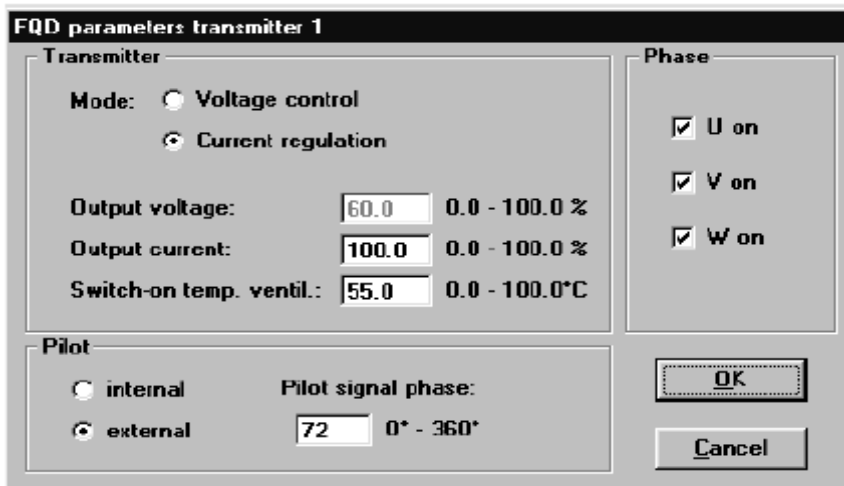 FQD parameters transmitter 1
Transmitter
Mode: Voltage control
Current regulation
Output voltage: 60.0 0.0 - 100.0 %
Output current: 100.0 0.0 - 100.0 %
Switch-on temp. ventil.: 55.0 0.0 - 100.0°C
Phase
U on
V on
W on
Pilot
internal
external
Pilot signal phase:
72 0° - 360°
OK
Cancel